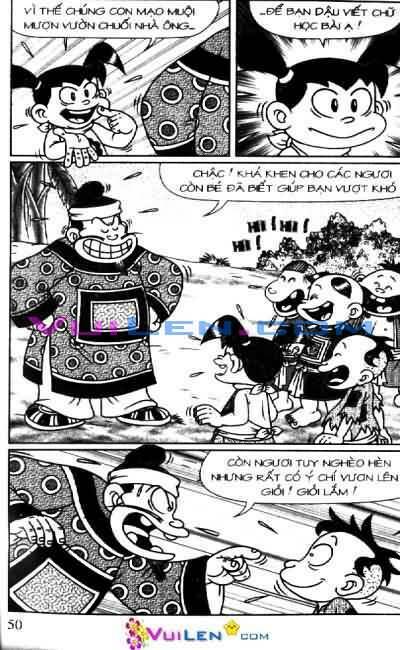 VÌ THẾ CHÚNG CON MẠO MUỘI
MƯƠN VƯỜN CHUỐI NHÀ ÔNG...
...ĐỂ BẠN DẬU VIẾT CHỮ
HỌC BÀI Ạ!
CHẬC! KHÁ KHEN CHO CÁC NGƯƠI
CÒN BÉ ĐÃ BIẾT GIÚP BẠN VƯỢT KHÓ
HI! HI!
HI!
VUILEN.COM
CÒN NGƯƠI TUY NGHÈO HÈN
NHƯNG RẤT CÓ Ý CHÍ VƯƠN LÊN
GIỎI! GIỎI LẮM!
50
VUILEN.COM